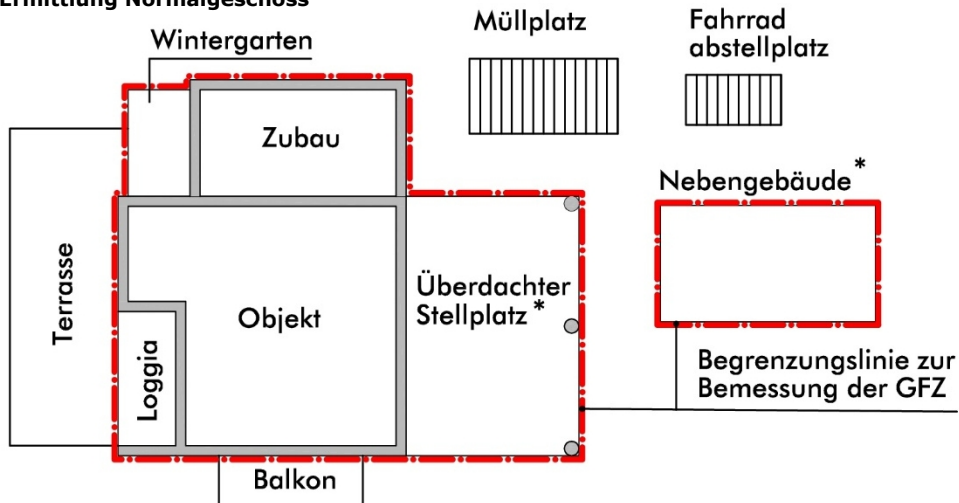 Ermittlung Normalgeschoss
Wintergarten
Müllplatz
Fahrrad
abstellplatz
Zubau
Nebengebäude*
Terrasse
Objekt
Überdachter
Stellplatz*
Loggia
Begrenzungslinie zur
Bemessung der GFZ
Balkon